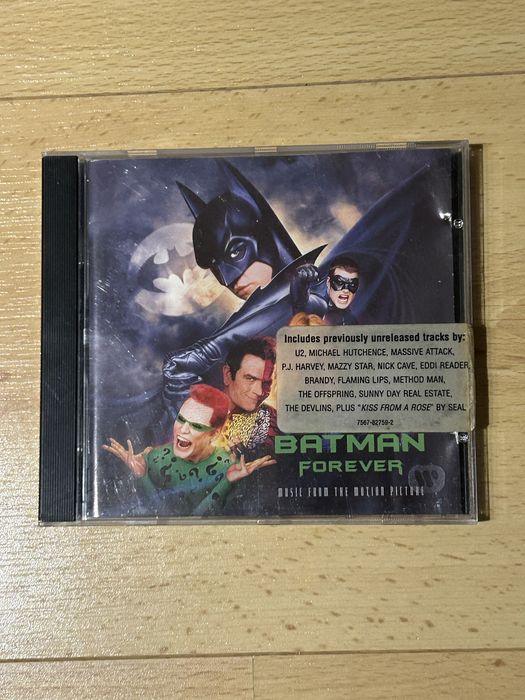 Includes previously unreleased tracks by:
U2, MICHAEL HUTCHENCE, MASSIVE ATTACK,
P.J. HARVEY, MAZZY STAR, NICK CAVE, EDDI READER,
BRANDY, FLAMING LIPS, METHOD MAN,
THE OFFSPRING, SUNNY DAY REAL ESTATE,
THE DEVLINS, PLUS "KISS FROM A ROSE" BY SEAL
7567-82759-2
BATMAN
FOREVER
MUSIC FROM THE MOTION PICTURE